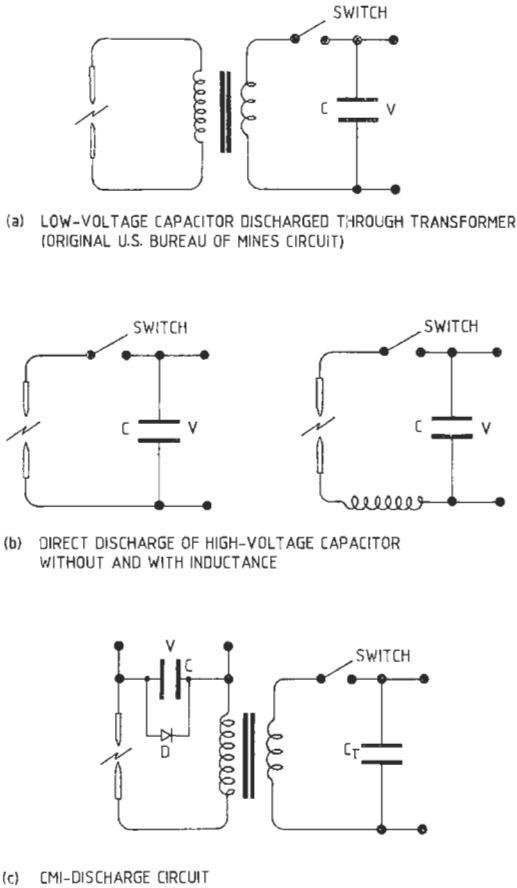 SWITCH
C V
(a) LOW-VOLTAGE CAPACITOR DISCHARGED THROUGH TRANSFORMER
(ORIGINAL U.S. BUREAU OF MINES CIRCUIT)
SWITCH
C V
SWITCH
C V
(b) DIRECT DISCHARGE OF HIGH-VOLTAGE CAPACITOR
WITHOUT AND WITH INDUCTANCE
V
C
D
SWITCH
CT
(c) CMI-DISCHARGE CIRCUIT